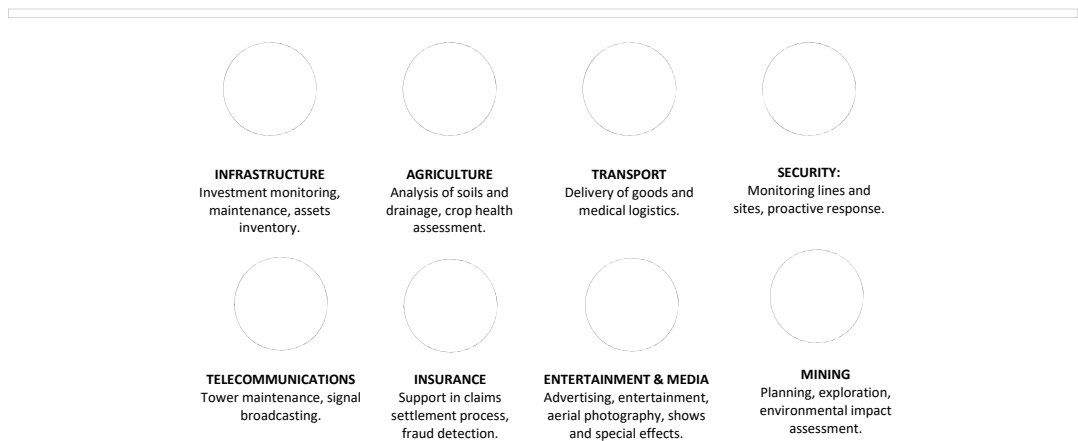 INFRASTRUCTURE
Investment monitoring,
maintenance, assets
inventory.
AGRICULTURE
Analysis of soils and
drainage, crop health
assessment.
TRANSPORT
Delivery of goods and
medical logistics.
SECURITY:
Monitoring lines and
sites, proactive response.
TELECOMMUNICATIONS
Tower maintenance, signal
broadcasting.
INSURANCE
Support in claims
settlement process,
fraud detection.
ENTERTAINMENT & MEDIA
Advertising, entertainment,
aerial photography, shows
and special effects.
MINING
Planning, exploration,
environmental impact
assessment.